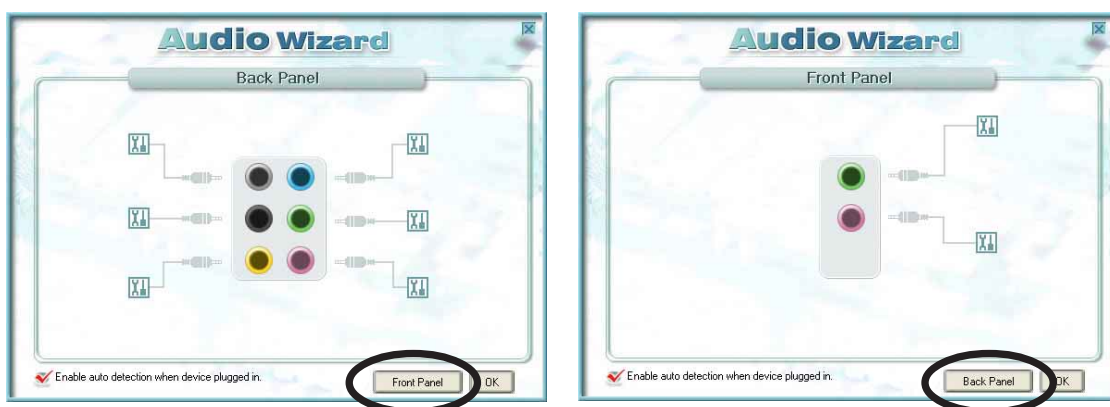 Audio Wizard
Back Panel
Enable auto detection when device plugged in.
Front Panel
OK
Audio Wizard
Front Panel
Enable auto detection when device plugged in.
Back Panel
OK